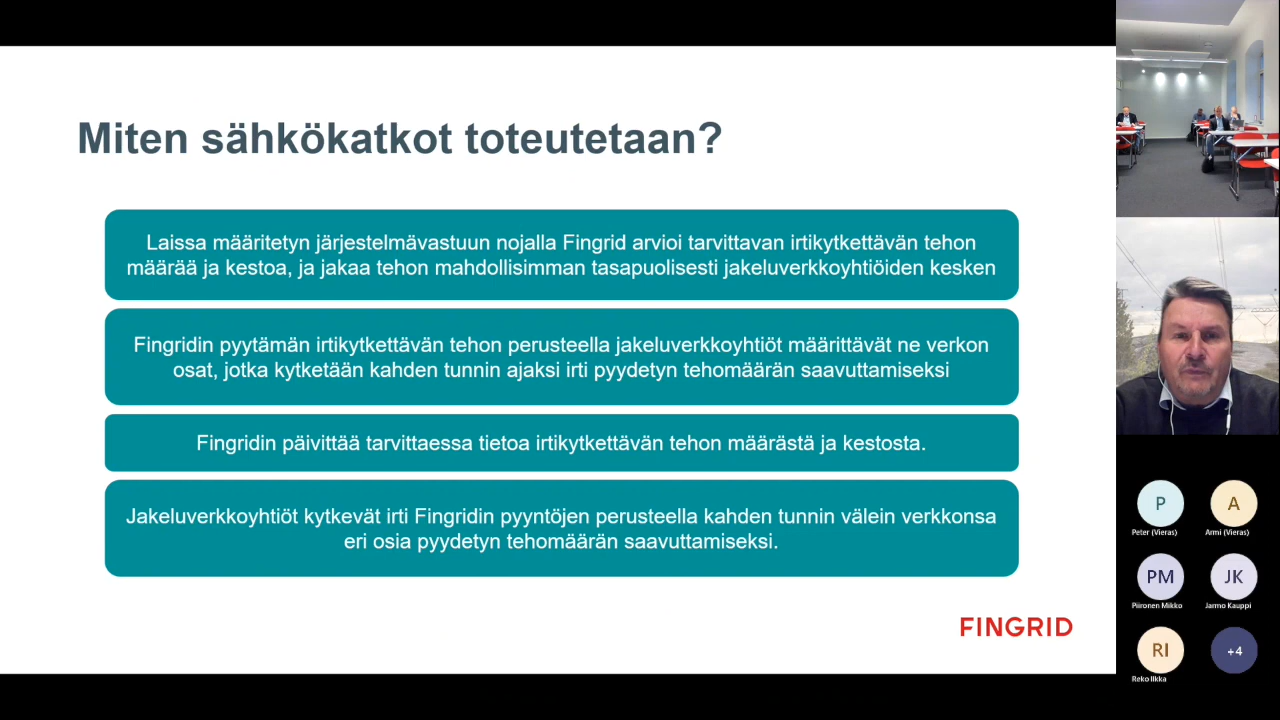 Miten sähkökatkot toteutetaan?
Laissa määritetyn järjestelmävastuun nojalla Fingrid arvioi tarvittavan irtikytkettävän tehon
määrää ja kestoa, ja jakaa tehon mahdollisimman tasapuolisesti jakeluverkkoyhtiöiden kesken
Fingridin pyytämän irtikytkettävän tehon perusteella jakeluverkkoyhtiöt määrittävät ne verkon
osat, jotka kytketään kahden tunnin ajaksi irti pyydetyn tehomäärän saavuttamiseksi
Fingridin päivittää tarvittaessa tietoa irtikytkettävän tehon määrästä ja kestosta.
Jakeluverkkoyhtiöt kytkevät irti Fingridin pyyntöjen perusteella kahden tunnin välein verkkonsa
eri osia pyydetyn tehomäärän saavuttamiseksi.
FINGRID
P
A
Peter (Vieras)
Armi (Vieras)
PM
JK
Piironen Mikko
Jarmo Kauppi
RI
+4
Reko Ilkka